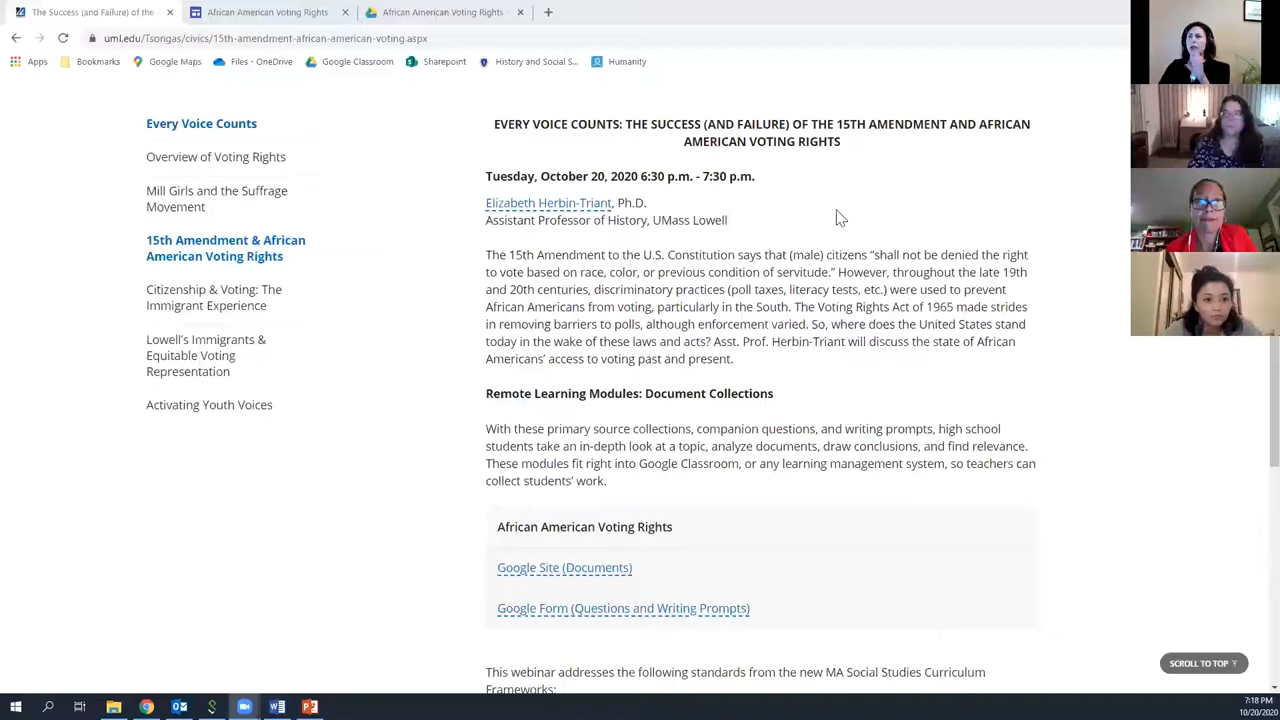 The Success (and Failure) of the
African American Voting Rights
African American Voting Rights
uml.edu/Tsongas/civics/15th-amendment-african-american-voting.aspx
Apps
Bookmarks
Google Maps
Files - OneDrive
Google Classroom
Sharepoint
History and Social S...
Humanity
Every Voice Counts
Overview of Voting Rights
Mill Girls and the Suffrage
Movement
15th Amendment & African
American Voting Rights
Citizenship & Voting: The
Immigrant Experience
Lowell's Immigrants &
Equitable Voting
Representation
Activating Youth Voices
EVERY VOICE COUNTS: THE SUCCESS (AND FAILURE) OF THE 15TH AMENDMENT AND AFRICAN
AMERICAN VOTING RIGHTS
Tuesday, October 20, 2020 6:30 p.m. - 7:30 p.m.
Elizabeth Herbin-Triant, Ph.D.
Assistant Professor of History, UMass Lowell
The 15th Amendment to the U.S. Constitution says that (male) citizens “shall not be denied the right
to vote based on race, color, or previous condition of servitude.” However, throughout the late 19th
and 20th centuries, discriminatory practices (poll taxes, literacy tests, etc.) were used to prevent
African Americans from voting, particularly in the South. The Voting Rights Act of 1965 made strides
in removing barriers to polls, although enforcement varied. So, where does the United States stand
today in the wake of these laws and acts? Asst. Prof. Herbin-Triant will discuss the state of African
Americans’ access to voting past and present.
Remote Learning Modules: Document Collections
With these primary source collections, companion questions, and writing prompts, high school
students take an in-depth look at a topic, analyze documents, draw conclusions, and find relevance.
These modules fit right into Google Classroom, or any learning management system, so teachers can
collect students’ work.
African American Voting Rights
Google Site (Documents)
Google Form (Questions and Writing Prompts)
This webinar addresses the following standards from the new MA Social Studies Curriculum
Frameworks:
SCROLL TO TOP
7:18 PM
10/20/2020